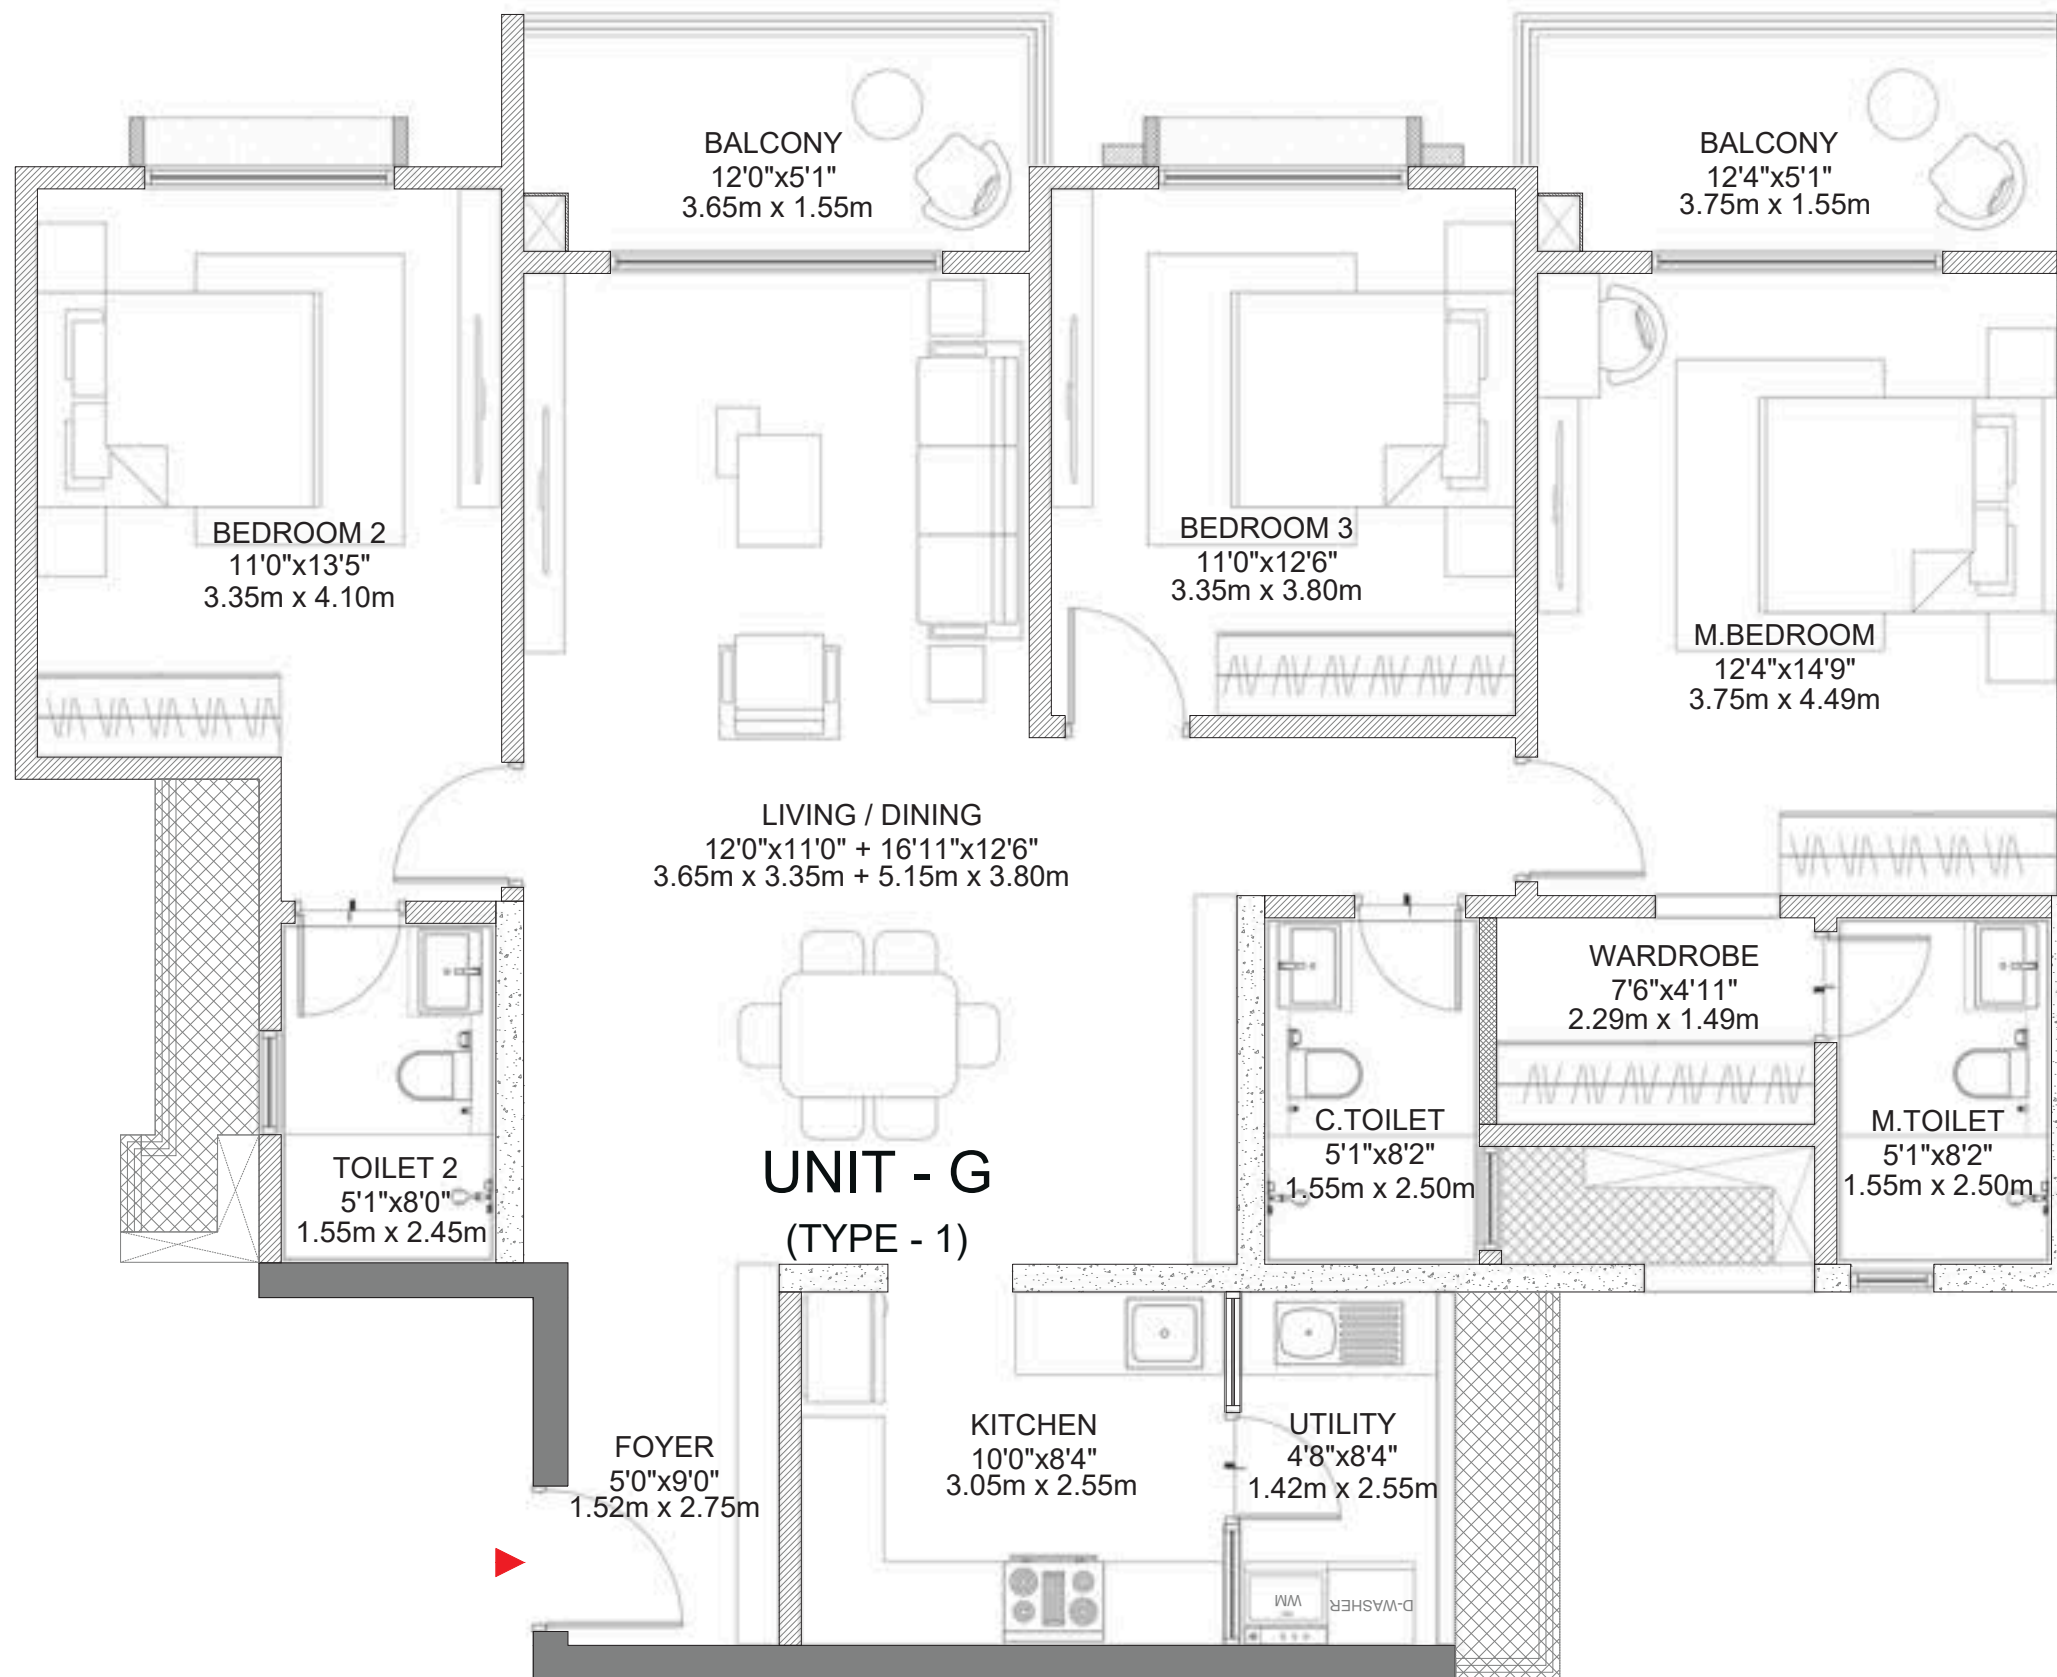 BALCONY
12'0"x5'1"
3.65m x 1.55m
BALCONY
12'4"x5'1"
3.75m x 1.55m
BEDROOM 2
11'0"x13'5"
3.35m x 4.10m
BEDROOM 3
11'0"x12'6"
3.35m x 3.80m
M.BEDROOM
12'4"x14'9"
3.75m x 4.49m
LIVING / DINING
12'0"x11'0" + 16'11"x12'6"
3.65m x 3.35m + 5.15m x 3.80m
WARDROBE
7'6"x4'11"
2.29m x 1.49m
C.TOILET
5'1"x8'2"
1.55m x 2.50m
M.TOILET
5'1"x8'2"
1.55m x 2.50m
TOILET 2
5'1"x8'0"
1.55m x 2.45m
UNIT - G
(TYPE - 1)
FOYER
5'0"x9'0"
1.52m x 2.75m
KITCHEN
10'0"x8'4"
3.05m x 2.55m
UTILITY
4'8"x8'4"
1.42m x 2.55m
WM
D-WASHER